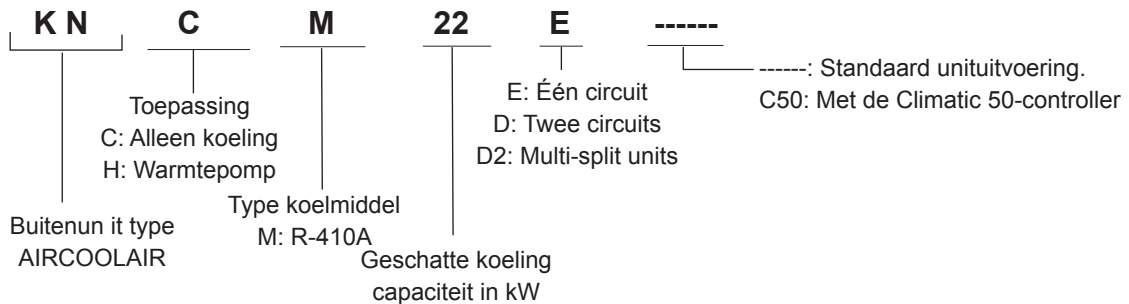 K N C M 22 E ------
------: Standaard unituitvoering.
C50: Met de Climatic 50-controller
E: Één circuit
D: Twee circuits
D2: Multi-split units
Toepassing
C: Alleen koeling
H: Warmtepomp
Type koelmiddel
M: R-410A
Buitenun it type
AIRCOOLAIR
Geschatte koeling
capaciteit in kW